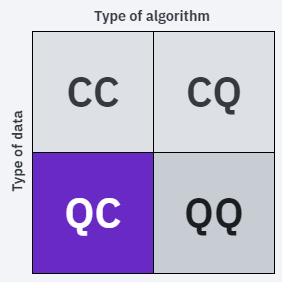 Type of algorithm
Type of data
CC CQ
QC QQ